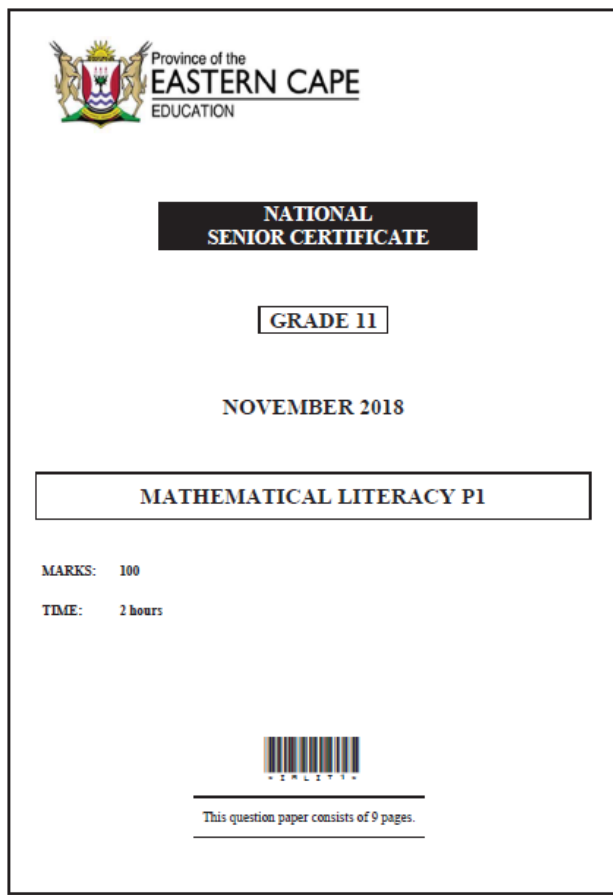 Province of the
EASTERN CAPE
EDUCATION
NATIONAL
SENIOR CERTIFICATE
GRADE 11
NOVEMBER 2018
MATHEMATICAL LITERACY P1
MARKS: 100
TIME: 2 hours
*IMLIT1*
This question paper consists of 9 pages.